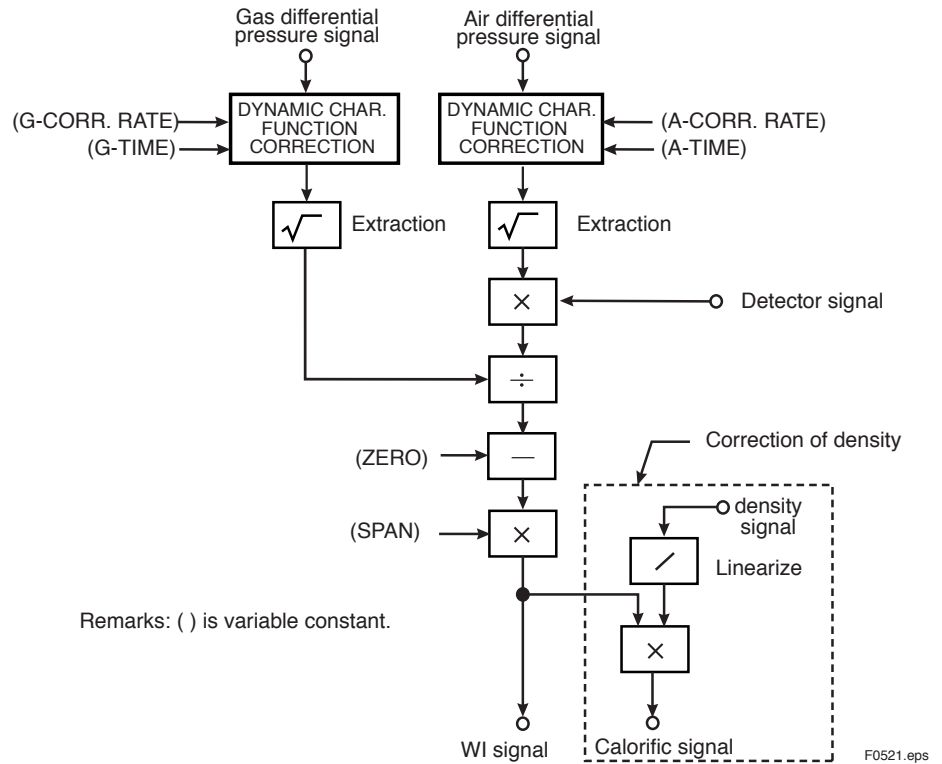 Gas differential
pressure signal
Air differential
pressure signal
DYNAMIC CHAR.
FUNCTION
CORRECTION
DYNAMIC CHAR.
FUNCTION
CORRECTION
(G-CORR. RATE)
(G-TIME)
(A-CORR. RATE)
(A-TIME)
√
Extraction
√
Extraction
×
Detector signal
÷
Correction of density
(ZERO)
—
density
signal
(SPAN)
×
Linearize
Remarks: ( ) is variable constant.
×
WI signal
Calorific signal
F0521.eps